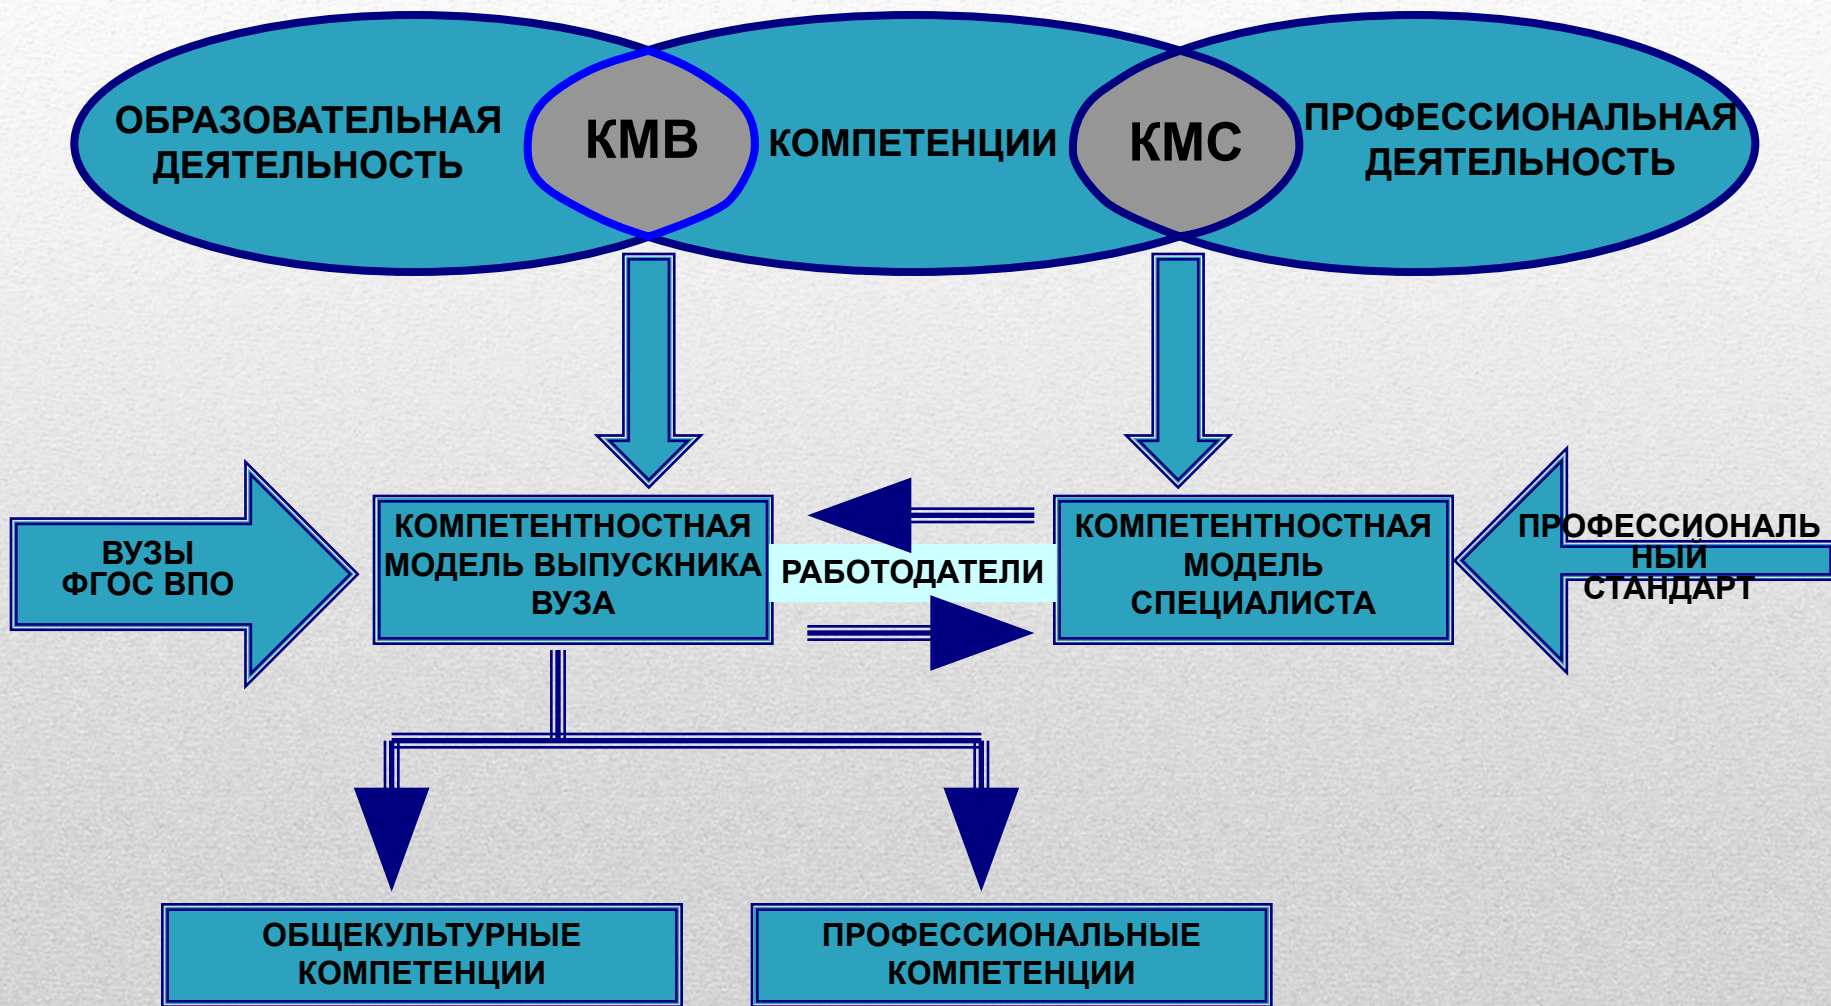 ОБРАЗОВАТЕЛЬНАЯ
ДЕЯТЕЛЬНОСТЬ
КМВ
КОМПЕТЕНЦИИ
КМС
ПРОФЕССИОНАЛЬНАЯ
ДЕЯТЕЛЬНОСТЬ
ВУЗЫ
ФГОС ВПО
КОМПЕТЕНТНОСТНАЯ
МОДЕЛЬ ВЫПУСКНИКА
ВУЗА
РАБОТОДАТЕЛИ
КОМПЕТЕНТНОСТНАЯ
МОДЕЛЬ
СПЕЦИАЛИСТА
ПРОФЕССИОНАЛЬ
НЫЙ
СТАНДАРТ
ОБЩЕКУЛЬТУРНЫЕ
КОМПЕТЕНЦИИ
ПРОФЕССИОНАЛЬНЫЕ
КОМПЕТЕНЦИИ